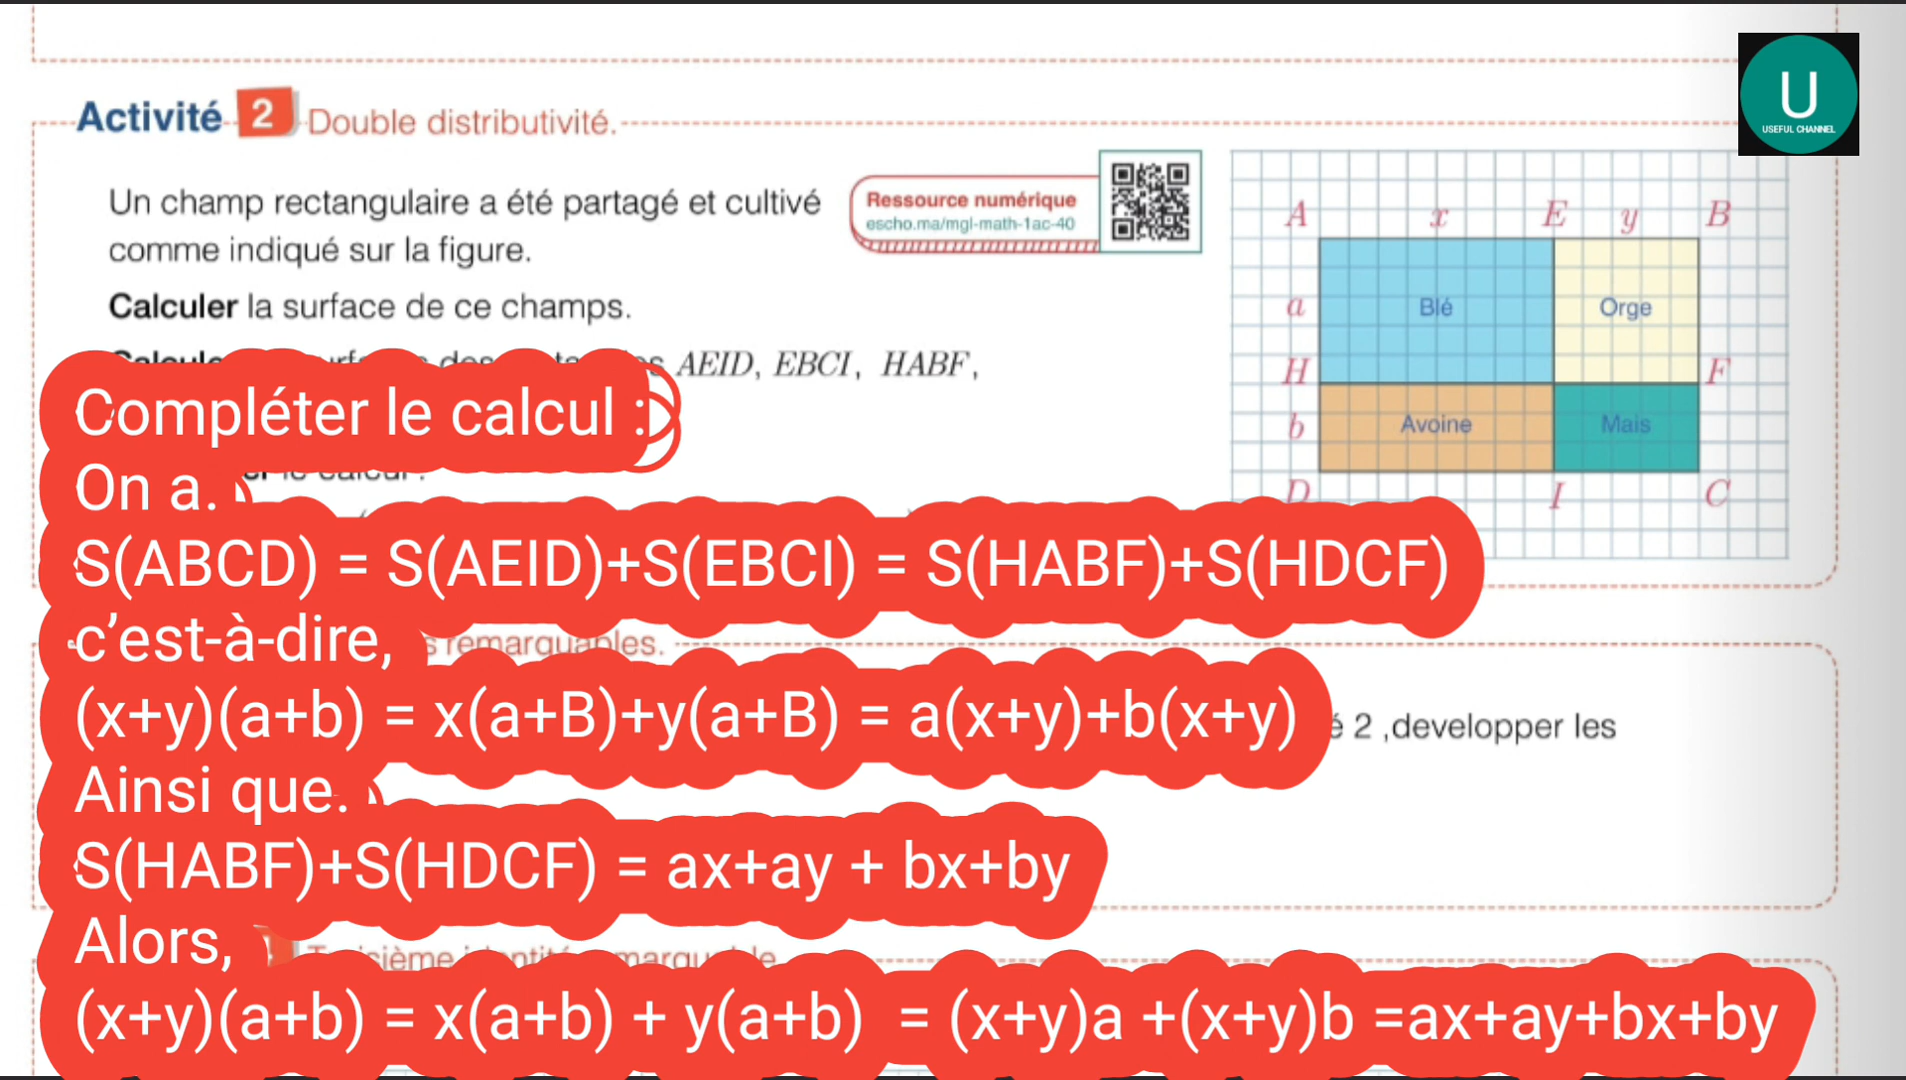 U
USEFUL CHANNEL
Activité 2 Double distributivité.
Un champ rectangulaire a été partagé et cultivé
comme indiqué sur la figure.
Ressource numérique
escho.ma/mgl-math-1ac-40
Calculer la surface de ce champs.
AEID, EBCI, HABF,
A x E y B
a Blé Orge
H F
b Avoine Mais
D I C
Compléter le calcul :
On a.
S(ABCD) = S(AEID)+S(EBCI) = S(HABF)+S(HDCF)
c’est-à-dire,
remarquables.
(x+y)(a+b) = x(a+B)+y(a+B) = a(x+y)+b(x+y)
é 2 ,developper les
Ainsi que.
S(HABF)+S(HDCF) = ax+ay + bx+by
Alors,
(x+y)(a+b) = x(a+b) + y(a+b) = (x+y)a +(x+y)b =ax+ay+bx+by